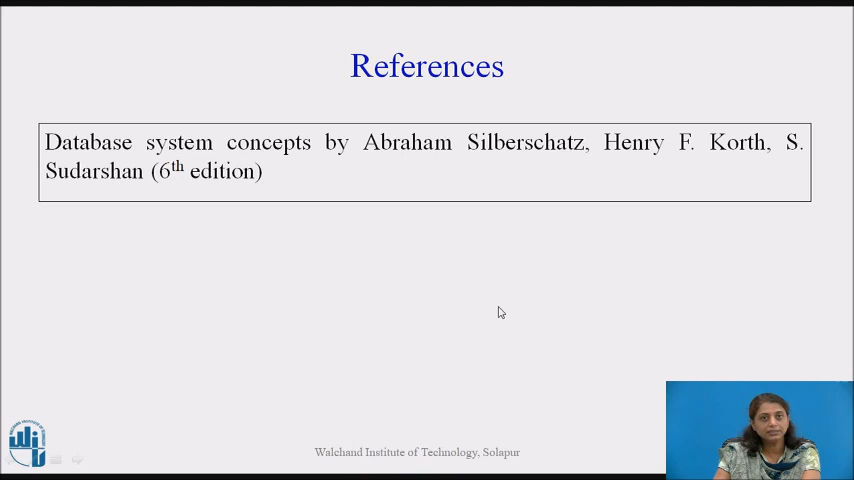 References
Database system concepts by Abraham Silberschatz, Henry F. Korth, S.
Sudarshan (6th edition)
Walchand Institute of Technology, Solapur